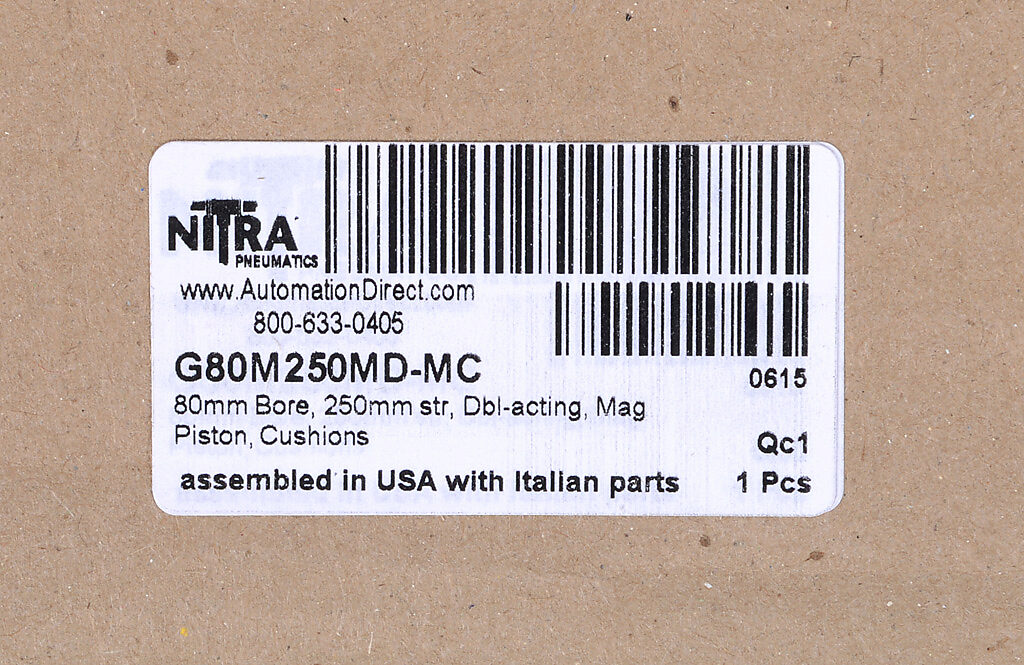 NITRA
PNEUMATICS
www.AutomationDirect.com
800-633-0405
G80M250MD-MC
0615
80mm Bore, 250mm str, Dbl-acting, Mag
Piston, Cushions
Qc1
assembled in USA with Italian parts
1 Pcs